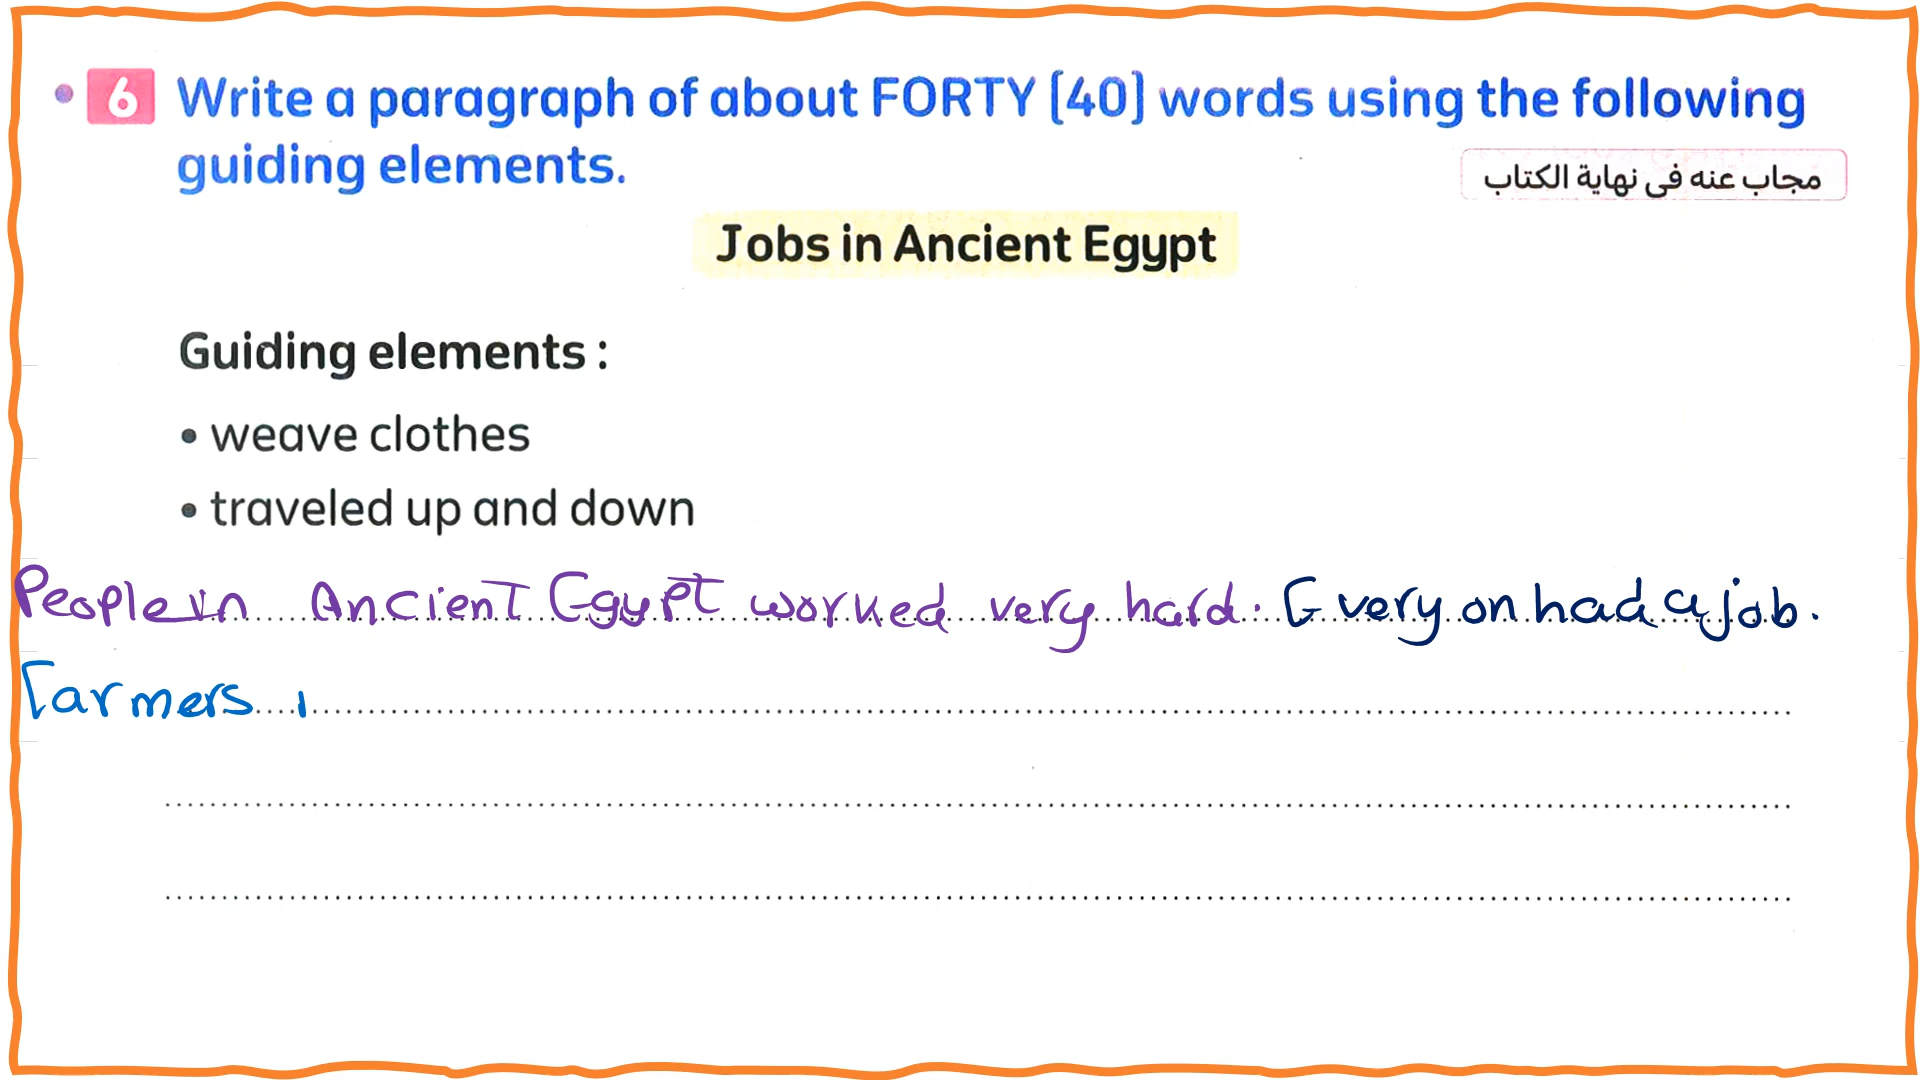 6 Write a paragraph of about FORTY (40) words using the following
guiding elements.
مجاب عنه فى نهاية الكتاب
Jobs in Ancient Egypt
Guiding elements :
• weave clothes
• traveled up and down
People in Ancient Egypt worked very hard. Every on had a job.
Farmers